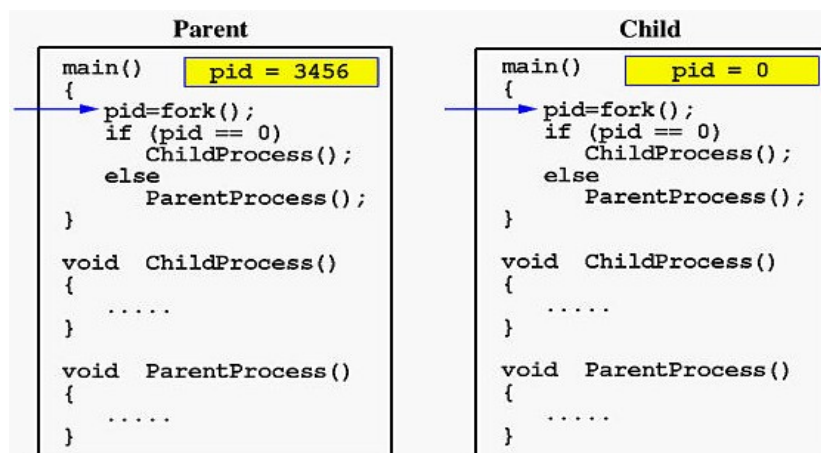 Parent
main()
pid = 3456
{
pid=fork();
if (pid == 0)
ChildProcess();
else
ParentProcess();
}
void ChildProcess()
{
.....
}
void ParentProcess()
{
.....
}
Child
main()
pid = 0
{
pid=fork();
if (pid == 0)
ChildProcess();
else
ParentProcess();
}
void ChildProcess()
{
.....
}
void ParentProcess()
{
.....
}